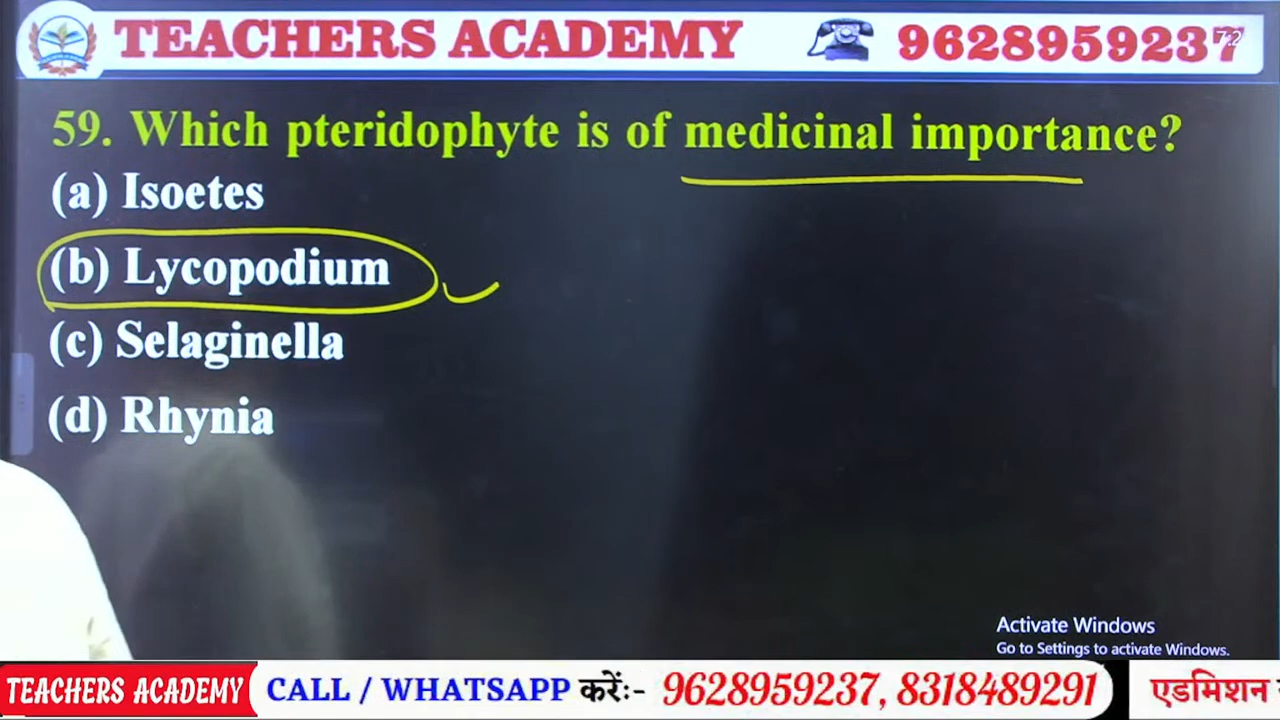 TEACHERS ACADEMY 9628959237
59. Which pteridophyte is of medicinal importance?
(a) Isoetes
(b) Lycopodium
(c) Selaginella
(d) Rhynia
Activate Windows
Go to Settings to activate Windows.
TEACHERS ACADEMY CALL / WHATSAPP करेंः- 9628959237, 8318489291 एडमिशन